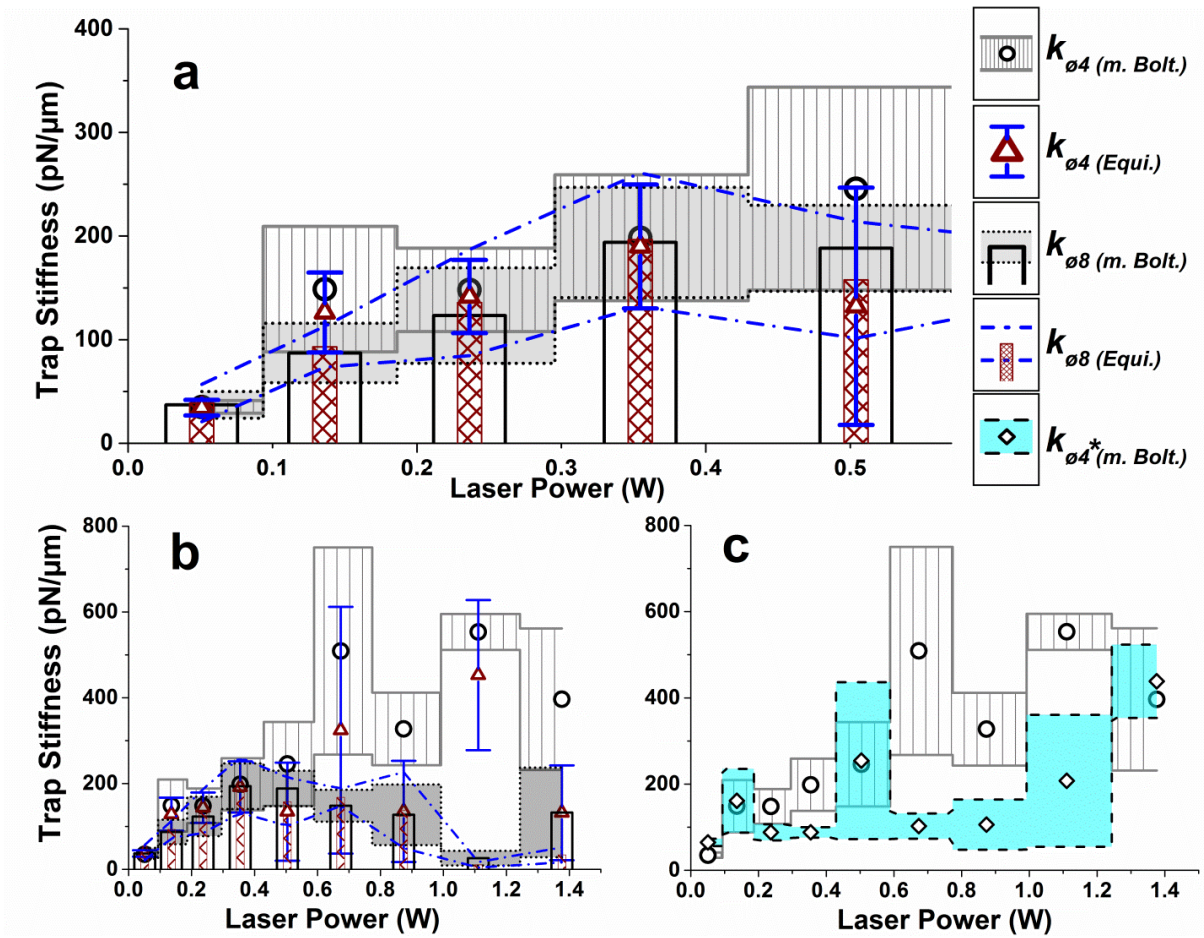 a
400
300
200
100
0
Trap Stiffness (pN/μm)
0.0 0.1 0.2 0.3 0.4 0.5
Laser Power (W)
kø4 (m. Bolt.)
kø4 (Equi.)
kø8 (m. Bolt.)
kø8 (Equi.)
kø4*(m. Bolt.)
b
800
600
400
200
0
Trap Stiffness (pN/μm)
0.0 0.2 0.4 0.6 0.8 1.0 1.2 1.4
Laser Power (W)
c
800
600
400
200
0
0.0 0.2 0.4 0.6 0.8 1.0 1.2 1.4
Laser Power (W)